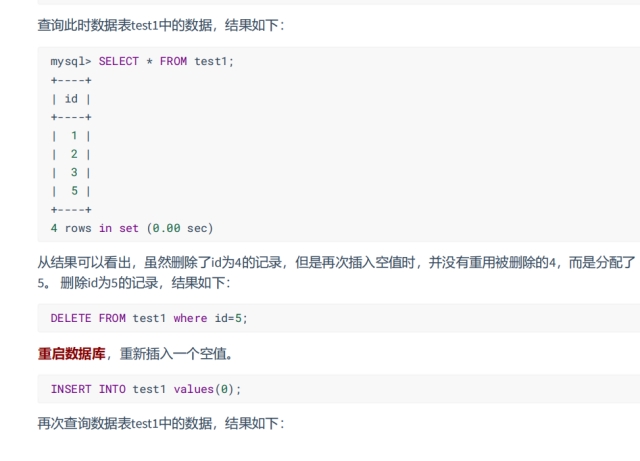 查询此时数据表test1中的数据，结果如下：
mysql> SELECT * FROM test1;
+----+
| id |
+----+
|  1 |
|  2 |
|  3 |
|  5 |
+----+
4 rows in set (0.00 sec)
从结果可以看出，虽然删除了id为4的记录，但是再次插入空值时，并没有重用被删除的4，而是分配了
5。 删除id为5的记录，结果如下：
DELETE FROM test1 where id=5;
重启数据库，重新插入一个空值。
INSERT INTO test1 values(0);
再次查询数据表test1中的数据，结果如下：